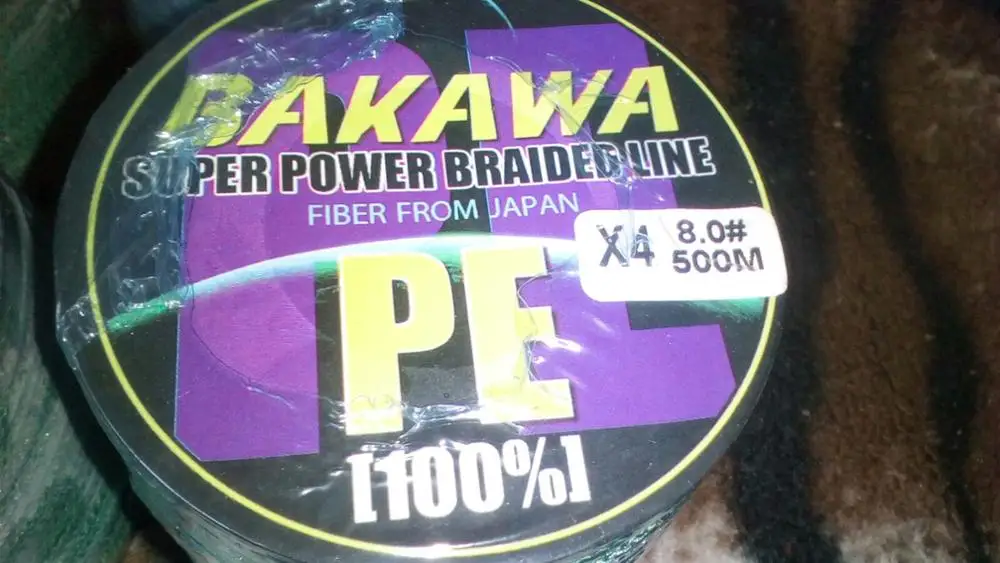 BAKAWA
SUPER POWER BRAIDED LINE
FIBER FROM JAPAN
X4 8.0#
500M
PE
[100%]